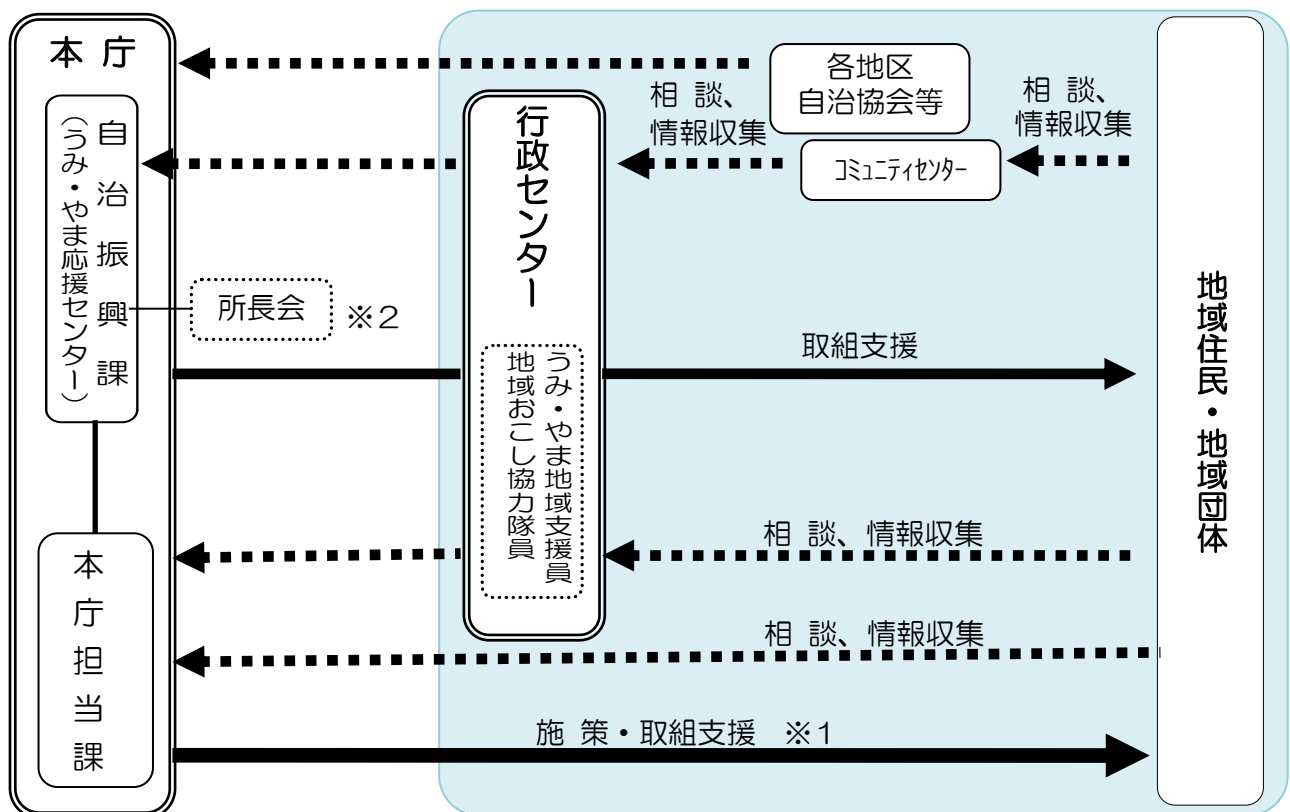 本 庁
自治振興課
(うみ・やま応援センター)
所長会
※2
本庁担当課
行政センター
うみ・やま地域支援員
地域おこし協力隊員
各地区
自治協会等
コミュニティセンター
相 談、
情報収集
相 談、
情報収集
取組支援
相 談、情報収集
相 談、情報収集
施 策・取組支援 ※1
地域住民・地域団体